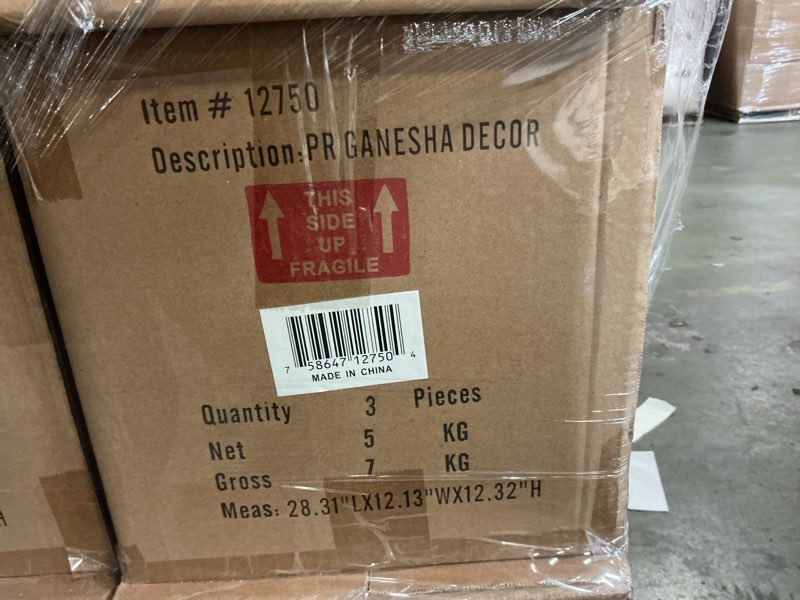 Item # 12750
Description:PR GANESHA DECOR
THIS
SIDE
UP
FRAGILE
7 58647 12750 4
MADE IN CHINA
Quantity 3 Pieces
Net 5 KG
Gross 7 KG
Meas: 28.31"LX12.13"WX12.32"H
H